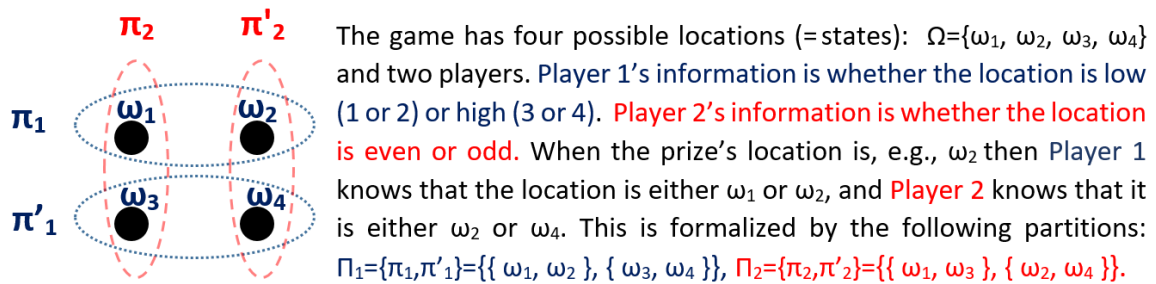 π₂ π'₂
π₁
ω₁ ω₂
π'₁
ω₃ ω₄
The game has four possible locations (=states): Ω={ω₁, ω₂, ω₃, ω₄}
and two players. Player 1’s information is whether the location is low
(1 or 2) or high (3 or 4). Player 2’s information is whether the location
is even or odd. When the prize’s location is, e.g., ω₂ then Player 1
knows that the location is either ω₁ or ω₂, and Player 2 knows that it
is either ω₂ or ω₄. This is formalized by the following partitions:
Π₁={π₁,π’₁}={{ ω₁, ω₂ }, { ω₃, ω₄ }}, Π₂={π₂,π’₂}={{ ω₁, ω₃ }, { ω₂, ω₄ }}.